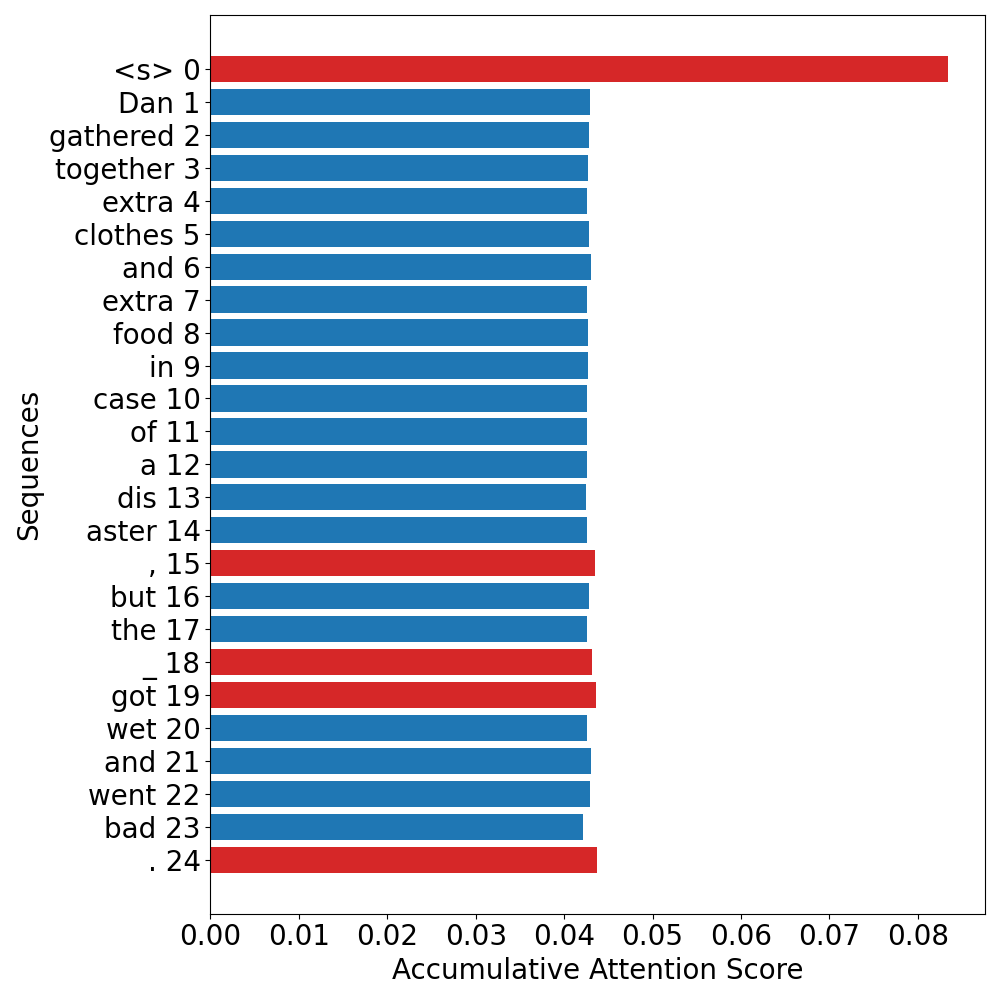 <s> 0
Dan 1
gathered 2
together 3
extra 4
clothes 5
and 6
extra 7
food 8
in 9
case 10
of 11
a 12
dis 13
aster 14
, 15
but 16
the 17
_ 18
got 19
wet 20
and 21
went 22
bad 23
. 24
Sequences
0.00 0.01 0.02 0.03 0.04 0.05 0.06 0.07 0.08
Accumulative Attention Score